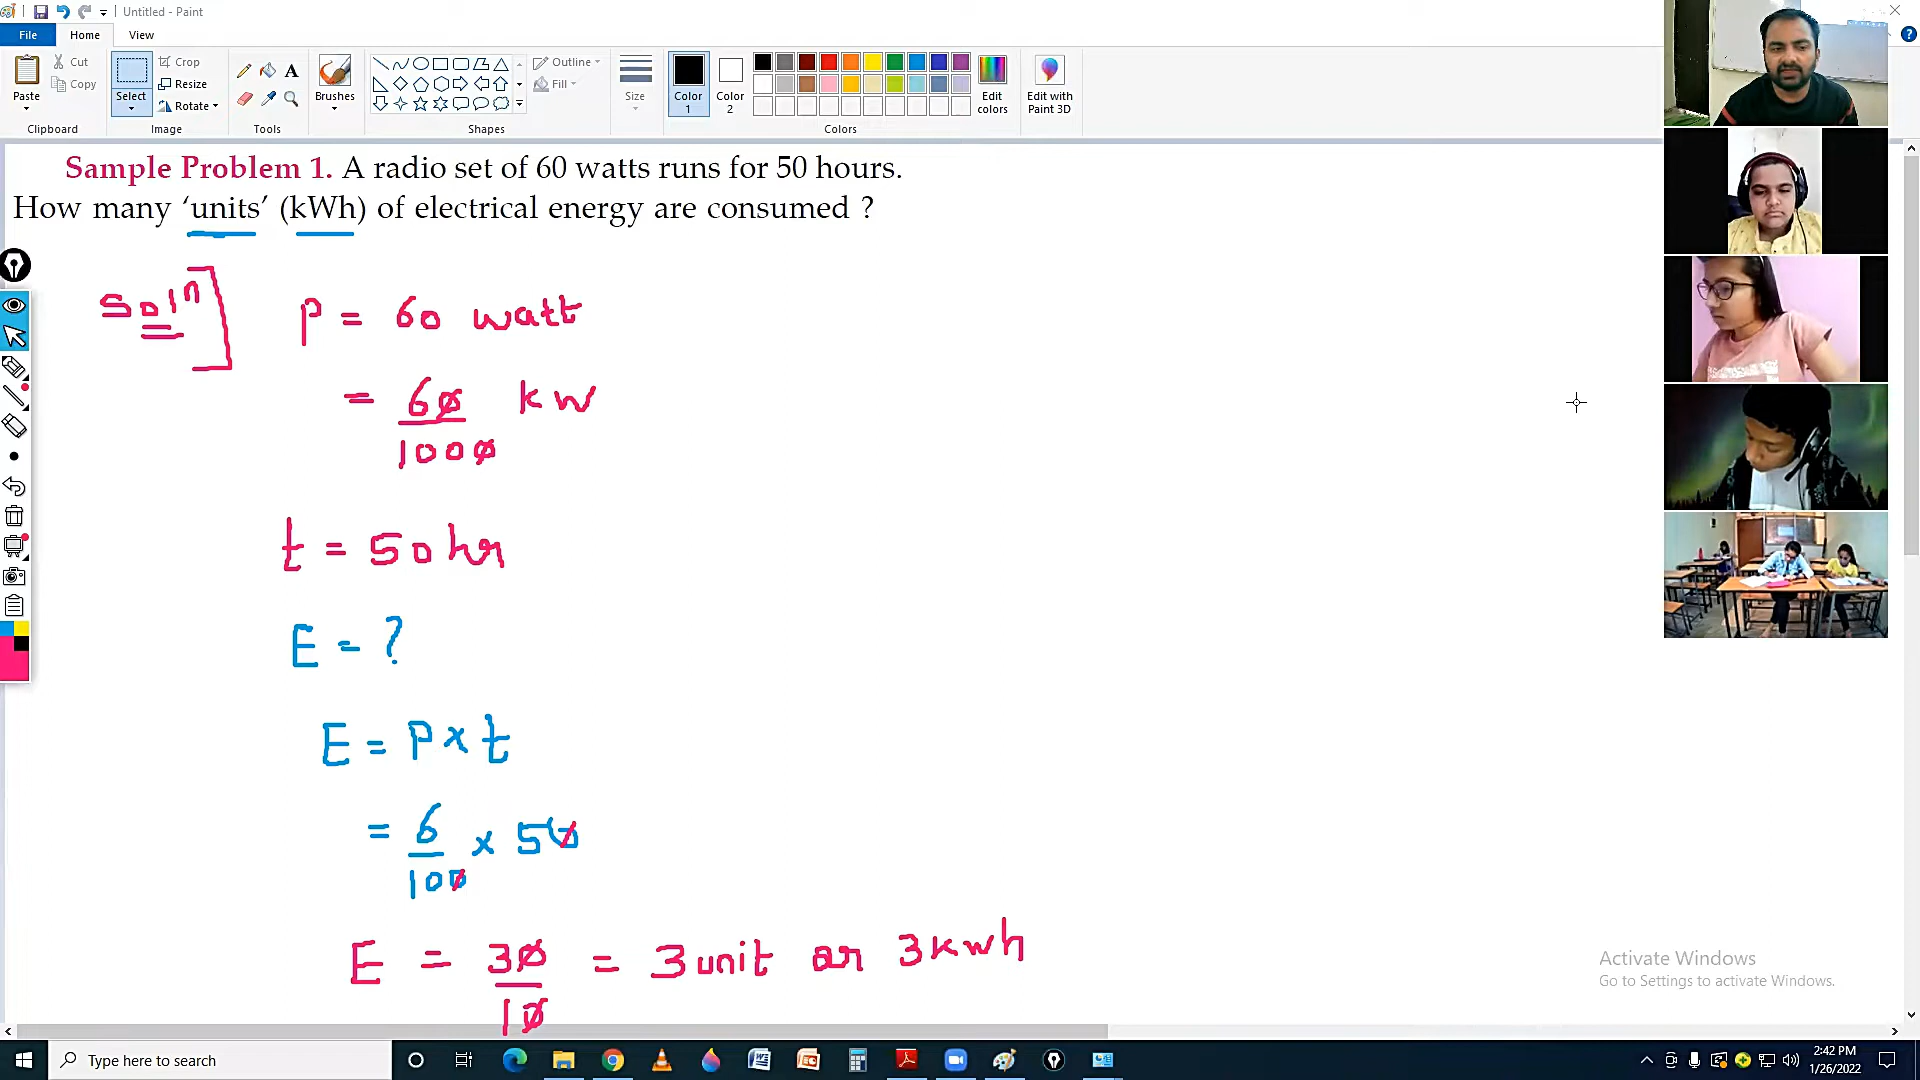 Untitled - Paint
File Home View
Paste
Cut
Copy
Clipboard
Select
Crop
Resize
Rotate
Image
A
Tools
Brushes
Shapes
Outline
Fill
Size
Color 1
Color 2
Colors
Edit colors
Edit with Paint 3D
Sample Problem 1. A radio set of 60 watts runs for 50 hours.
How many ‘units’ (kWh) of electrical energy are consumed ?
Soln
P = 60 watt
= 60/1000 kW
t = 50hr
E = ?
E = P × t
= 6/100 × 50
E = 30/10 = 3 unit or 3 kwh
Activate Windows
Go to Settings to activate Windows.
Type here to search
2:42 PM
1/26/2022